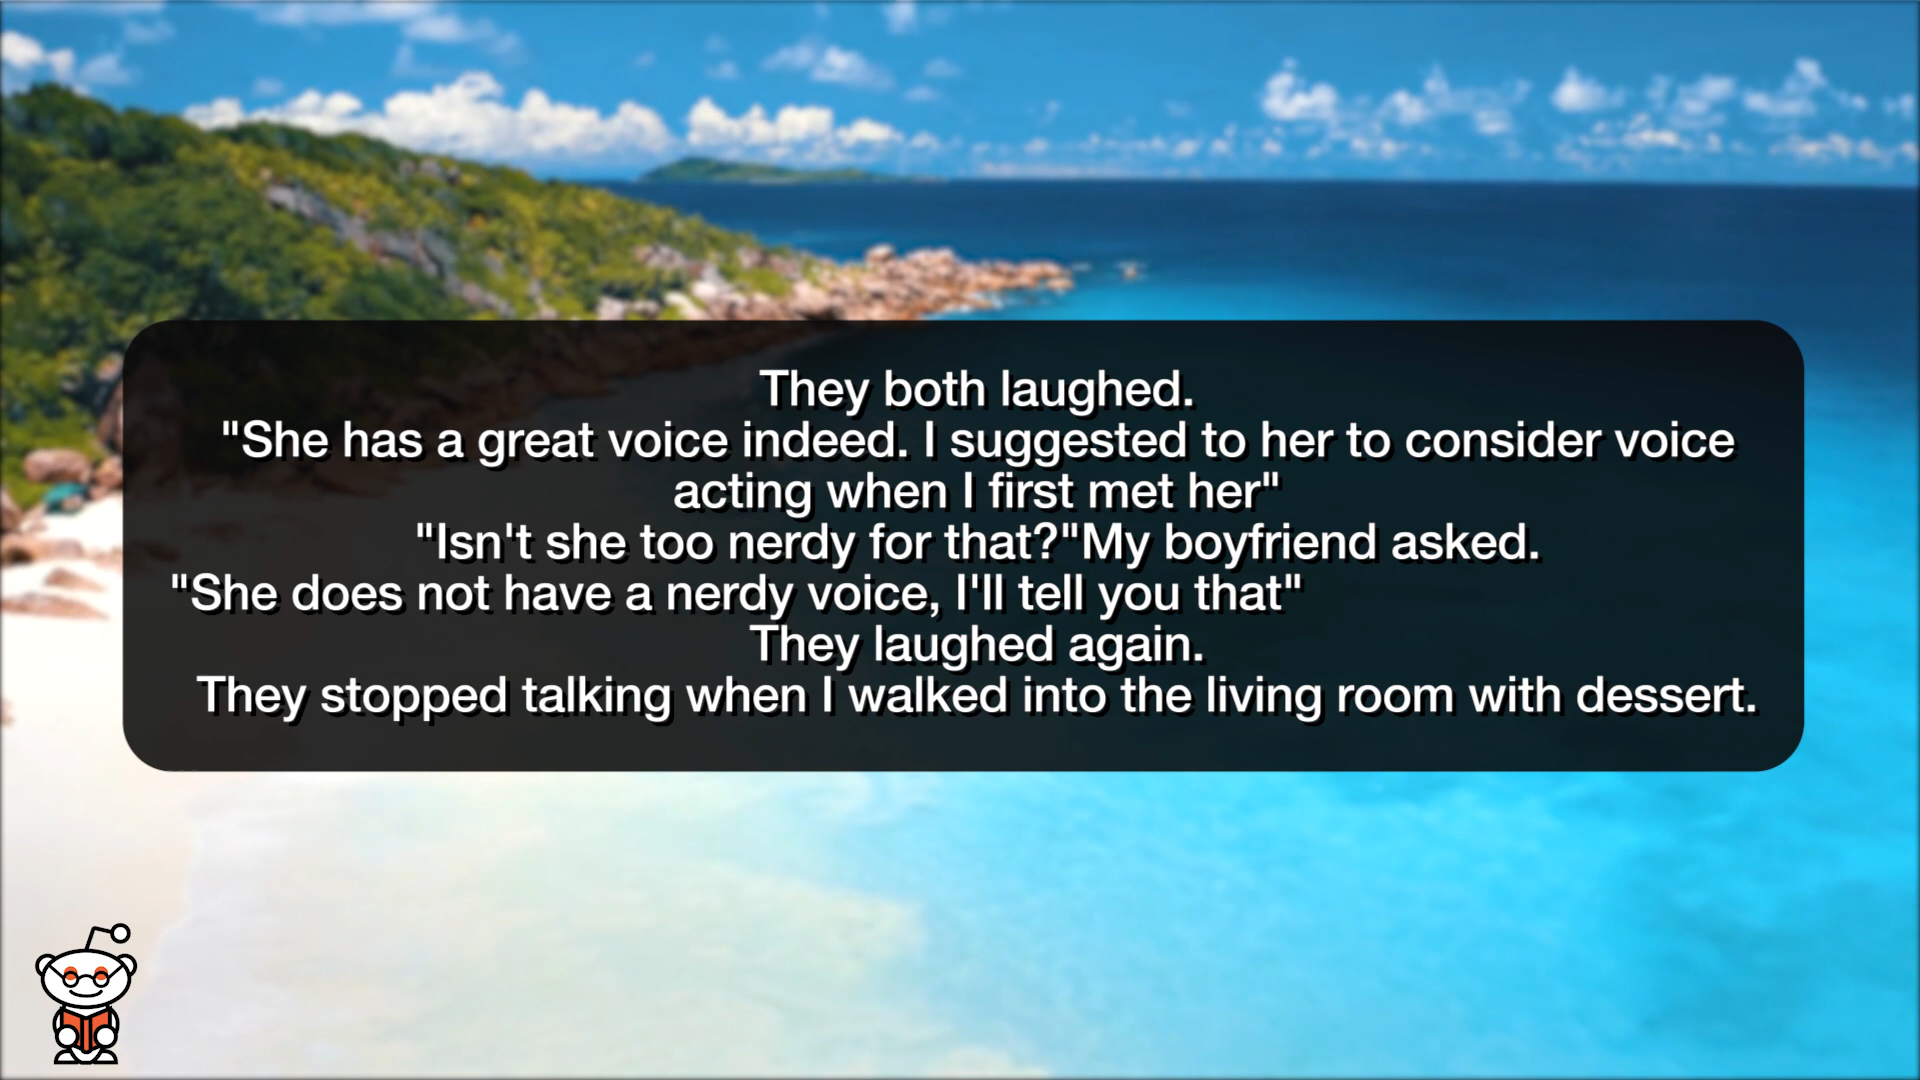 They both laughed.
"She has a great voice indeed. I suggested to her to consider voice
acting when I first met her"
"Isn't she too nerdy for that?"My boyfriend asked.
"She does not have a nerdy voice, I'll tell you that"
They laughed again.
They stopped talking when I walked into the living room with dessert.